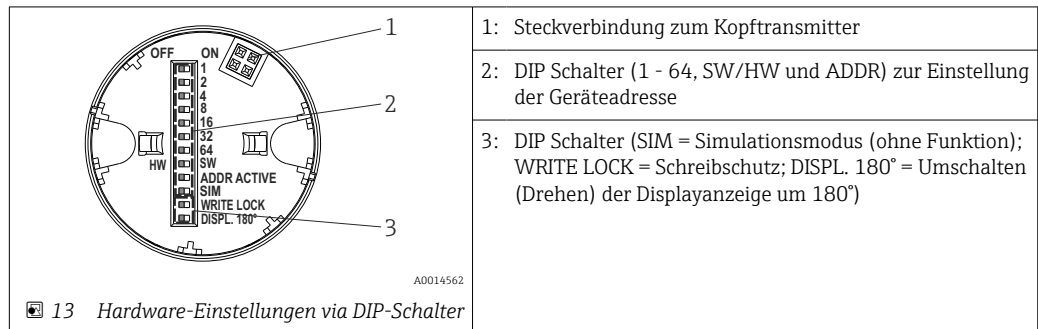 OFF ON
1
2
4
8
16
32
64
HW SW
ADDR ACTIVE
SIM
WRITE LOCK
DISPL. 180°
1
2
3
A0014562
13 Hardware-Einstellungen via DIP-Schalter
1: Steckverbindung zum Kopftransmitter
2: DIP Schalter (1 - 64, SW/HW und ADDR) zur Einstellung
der Geräteadresse
3: DIP Schalter (SIM = Simulationsmodus (ohne Funktion);
WRITE LOCK = Schreibschutz; DISPL. 180° = Umschalten
(Drehen) der Displayanzeige um 180°)